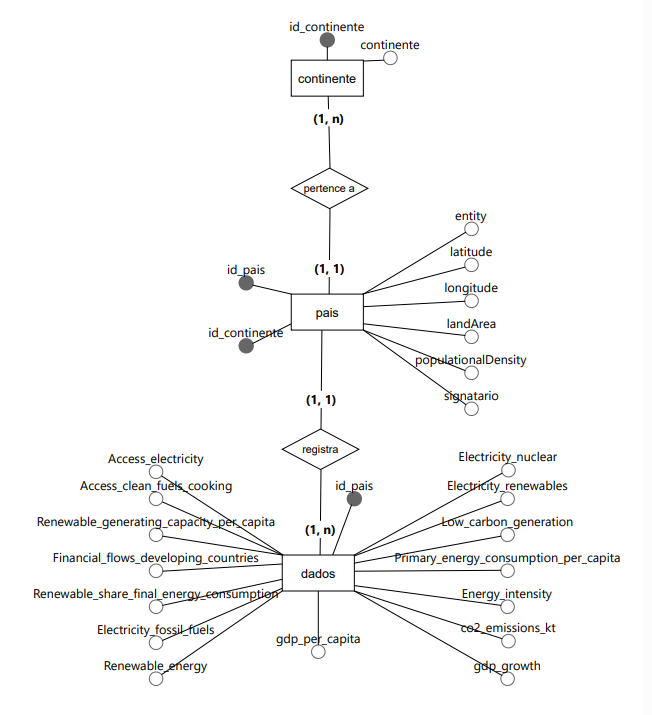 id_continente
continente
continente
(1, n)
pertence a
entity
latitude
id_pais
(1, 1)
longitude
pais
landArea
id_continente
populationalDensity
signatario
(1, 1)
registra
Access_electricity
Electricity_nuclear
Access_clean_fuels_cooking
id_pais
Electricity_renewables
Renewable_generating_capacity_per_capita
(1, n)
Low_carbon_generation
Financial_flows_developing_countries
Primary_energy_consumption_per_capita
dados
Renewable_share_final_energy_consumption
Energy_intensity
Electricity_fossil_fuels
co2_emissions_kt
gdp_per_capita
Renewable_energy
gdp_growth